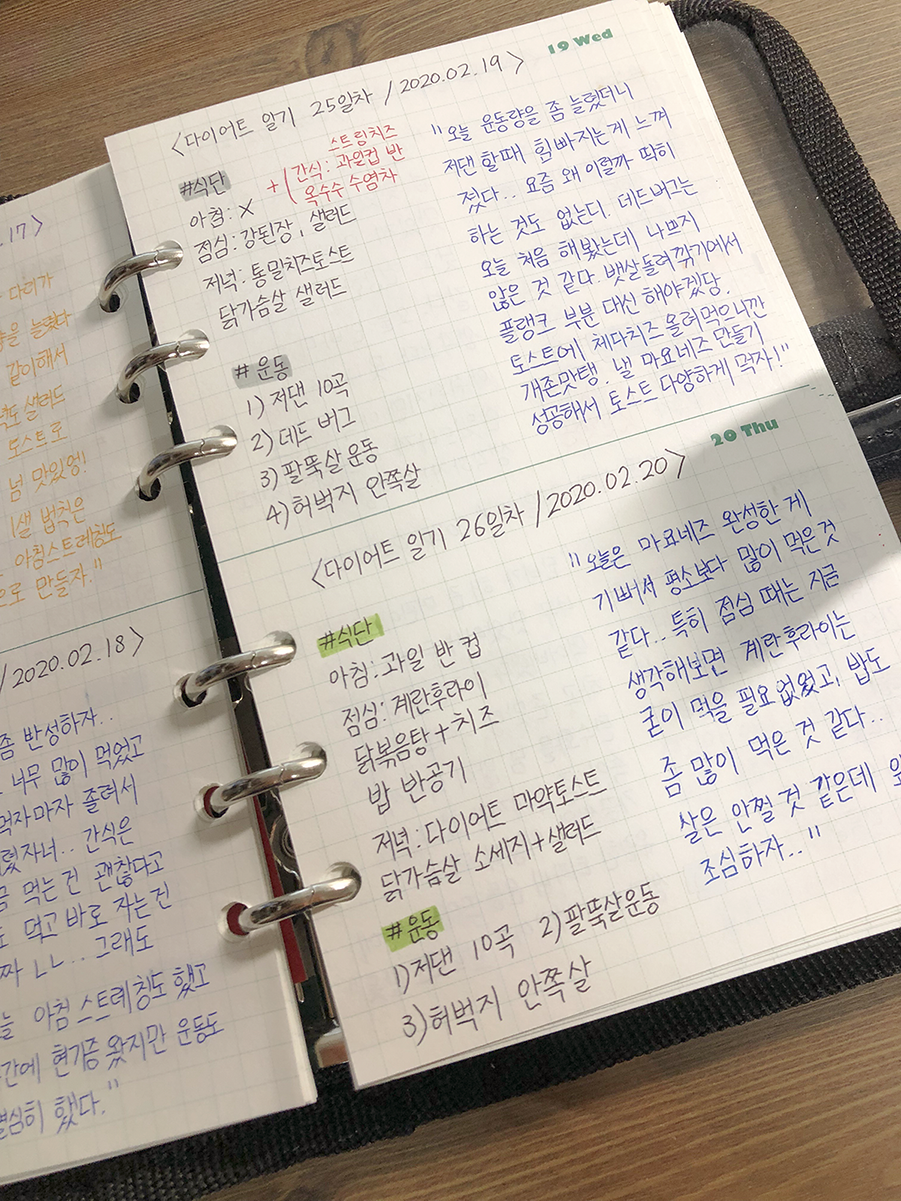 .17>
다리가
늘렸다
같이해서
샐러드
토스트로
넘 맛있엉!
법칙은
아침스트레칭도
으로 만들자."
/2020.02.18>
좀 반성하자..
너무 많이 먹었고
먹자마자 졸려서
간식은
먹는건 괜찮다고
먹고 바로 자는건
ㄴㄴ... 그래도
아침 스트레칭도 했고
현기증 왔지만 운동도
열심히 했다."
19 Wed
<다이어트 일기 25일차 / 2020.02.19>
#식단
스트링치즈
+(간식: 과일컵 반
옥수수 수염차
아침: X
점심: 강된장, 샐러드
저녁: 통밀치즈토스트
닭가슴살 샐러드
#운동
1) 저댄 10곡
2) 데드 버그
3) 팔뚝살 운동
4) 허벅지 안쪽살
"오늘 운동량을 좀 늘렸더니
저댄 할때 힘 빠지는게 느껴
졌다... 요즘 왜 이럴까 딱히
하는 것도 없는디. 데드버그는
오늘 처음 해봤는데 나쁘지
않은 것 같다. 뱃살돌려깎기에서
플랭크 부분 대신 해야겠당.
토스트에 체다치즈 올려먹으니까
개존맛탱. 낼 마요네즈 만들기
성공해서 토스트 다양하게 먹자!"
20 Thu
<다이어트 일기 26일차 /2020.02.20>
#식단
아침: 과일 반 컵
점심: 계란후라이
닭볶음탕+치즈
밥 반공기
저녁: 다이어트 마약토스트
닭가슴살 소세지+샐러드
#운동
1)저댄 10곡 2)팔뚝살운동
3)허벅지 안쪽살
"오늘은 마요네즈 완성한 게
기뻐서 평소보다 많이 먹은것
같다.. 특히 점심 때는 지금
생각해보면 계란후라이는
굳이 먹을 필요 없었고, 밥도
좀 많이 먹은 것 같다...
살은 안찔 것 같은데
조심하자.."